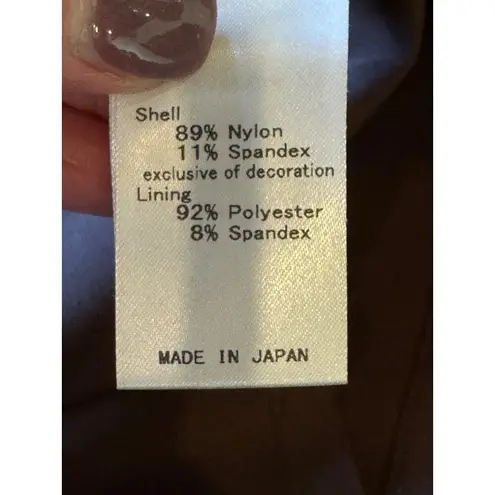 Shell
89% Nylon
11% Spandex
exclusive of decoration
Lining
92% Polyester
8% Spandex
MADE IN JAPAN